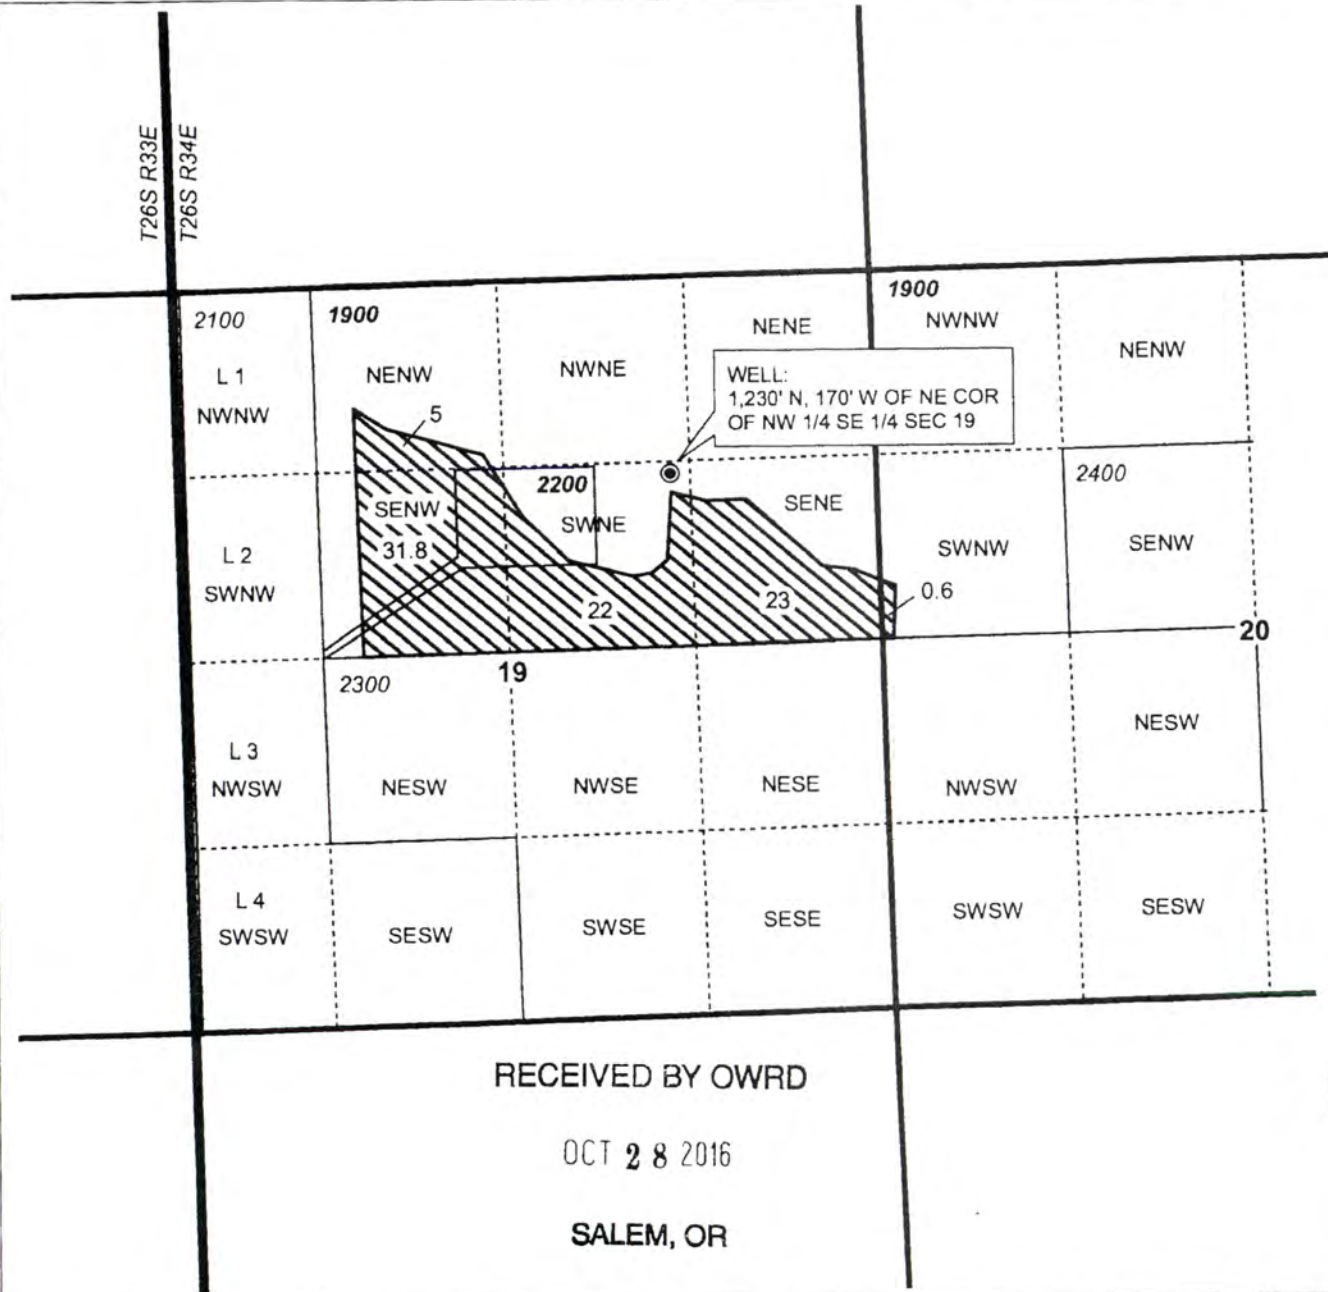 T26S R33E
T26S R34E
2100
1900
1900
NENE
NWNW
L 1
NENW
NWNE
NENW
NWNW
WELL:
1,230' N, 170' W OF NE COR
OF NW 1/4 SE 1/4 SEC 19
5
2200
2400
SENW
SENE
SWNE
31.8
L 2
SWNW
SENW
SWNW
22
23
0.6
20
19
2300
L 3
NESW
NWSW
NESW
NWSE
NESE
NWSW
L 4
SWSW
SESW
SWSE
SESE
SWSW
SESW
RECEIVED BY OWRD
OCT 28 2016
SALEM, OR